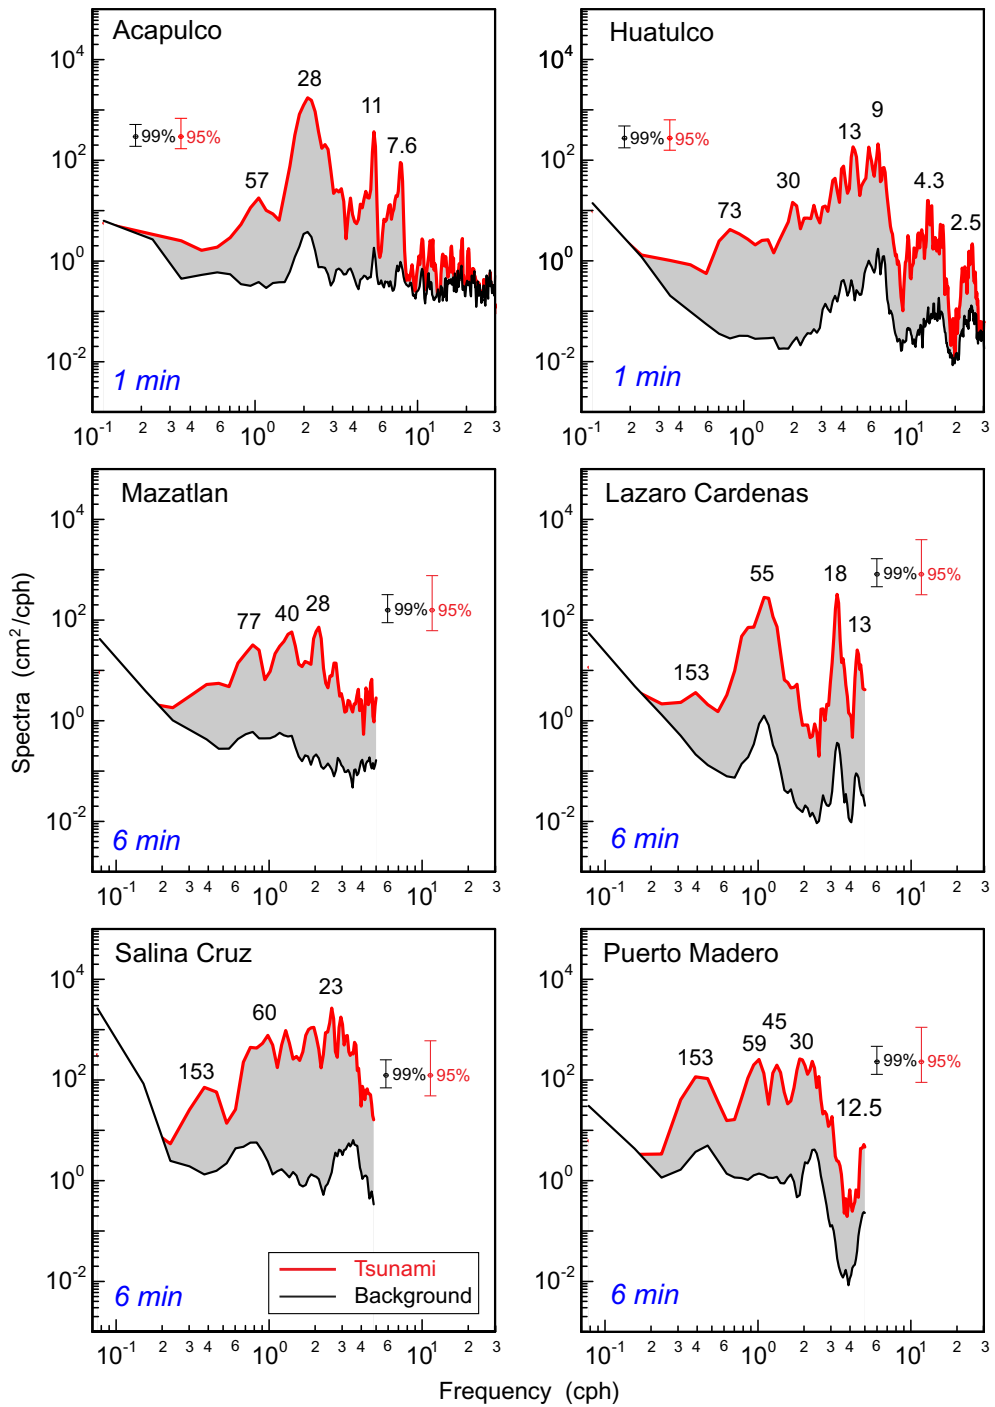 Acapulco
10^4
10^2
10^0
10^-2
28
11
7.6
57
99%
95%
1 min
10^-1 2 3 4 6 10^0 2 3 4 6 10^1 2 3
Huatulco
10^4
10^2
10^0
10^-2
9
13
30
73
4.3
2.5
99%
95%
1 min
10^-1 2 3 4 6 10^0 2 3 4 6 10^1 2 3
Mazatlan
10^4
10^2
10^0
10^-2
77
40
28
99%
95%
6 min
10^-1 2 3 4 6 10^0 2 3 4 6 10^1 2 3
Lazaro Cardenas
10^4
10^2
10^0
10^-2
55
18
13
153
99%
95%
6 min
10^-1 2 3 4 6 10^0 2 3 4 6 10^1 2 3
Spectra (cm^2/cph)
Salina Cruz
10^4
10^2
10^0
10^-2
23
60
153
99%
95%
Tsunami
Background
6 min
10^-1 2 3 4 6 10^0 2 3 4 6 10^1 2 3
Puerto Madero
10^4
10^2
10^0
10^-2
45
59
30
153
12.5
99%
95%
6 min
10^-1 2 3 4 6 10^0 2 3 4 6 10^1 2 3
Frequency (cph)